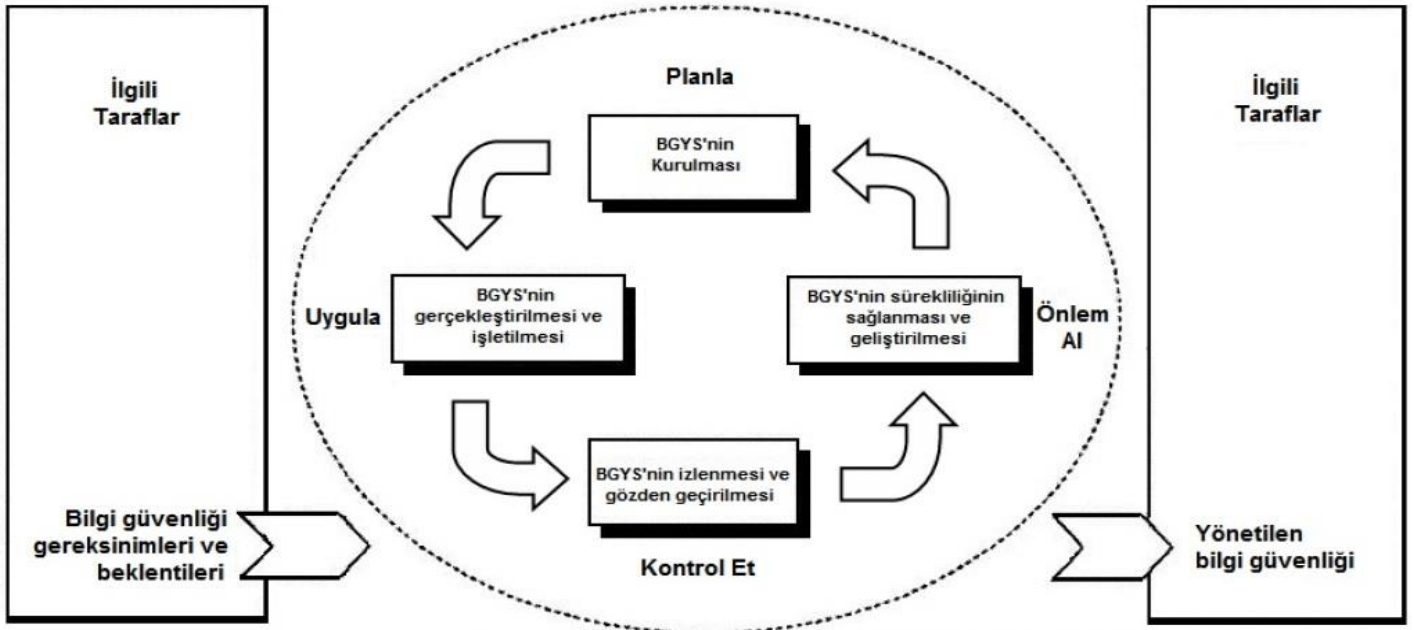 İlgili
Taraflar
Bilgi güvenliği
gereksinimleri ve
beklentileri
Planla
BGYS'nin
Kurulması
Uygula
BGYS'nin
gerçekleştirilmesi ve
işletilmesi
BGYS'nin sürekliliğinin
sağlanması ve
geliştirilmesi
Önlem
Al
BGYS'nin izlenmesi ve
gözden geçirilmesi
Kontrol Et
İlgili
Taraflar
Yönetilen
bilgi güvenliği